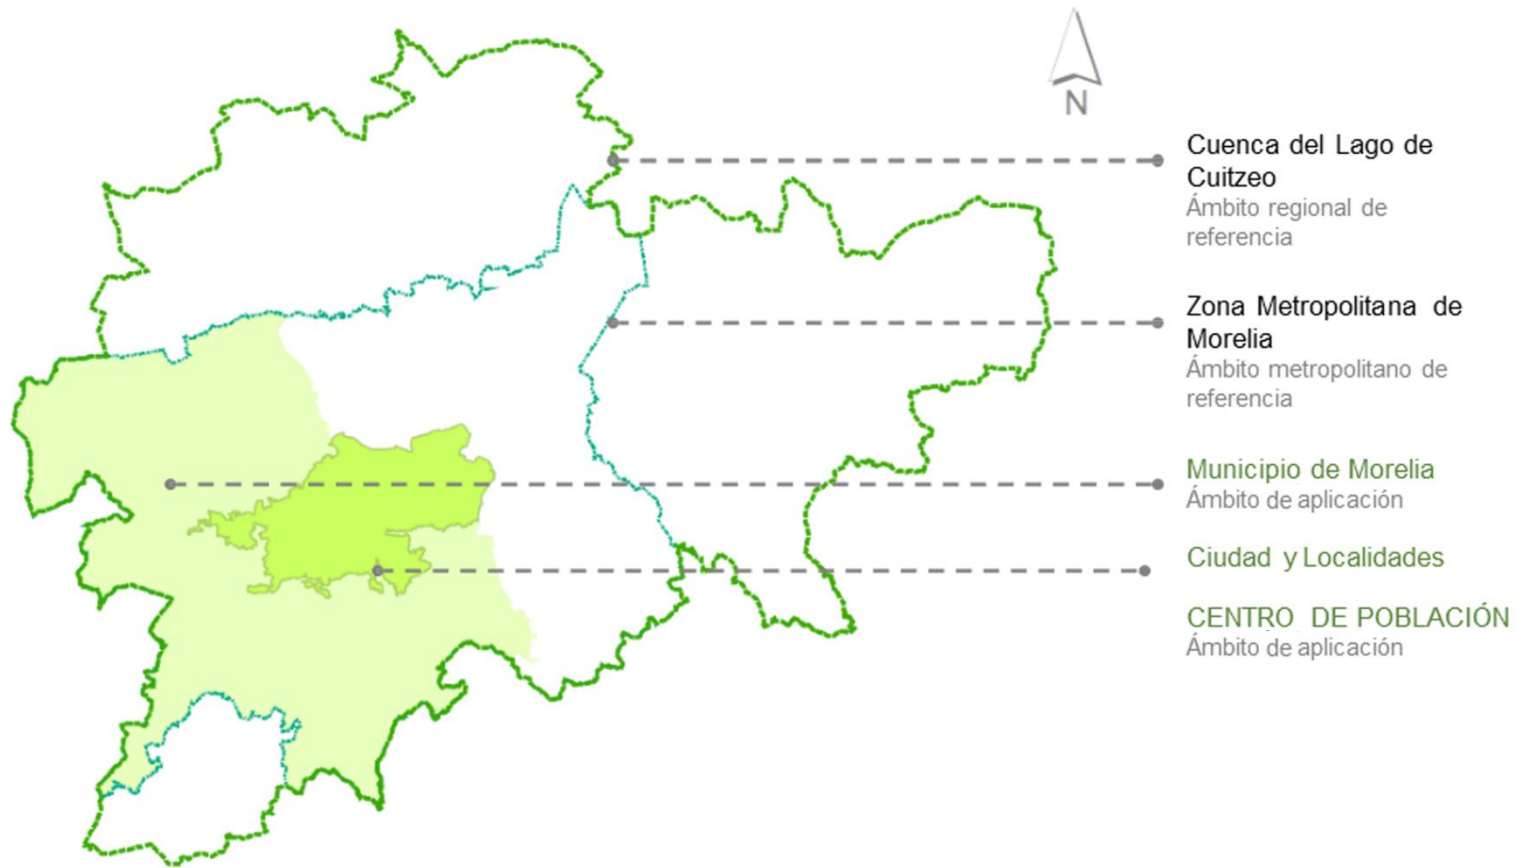 N
Cuenca del Lago de
Cuitzeo
Ámbito regional de
referencia
Zona Metropolitana de
Morelia
Ámbito metropolitano de
referencia
Municipio de Morelia
Ámbito de aplicación
Ciudad y Localidades
CENTRO DE POBLACIÓN
Ámbito de aplicación